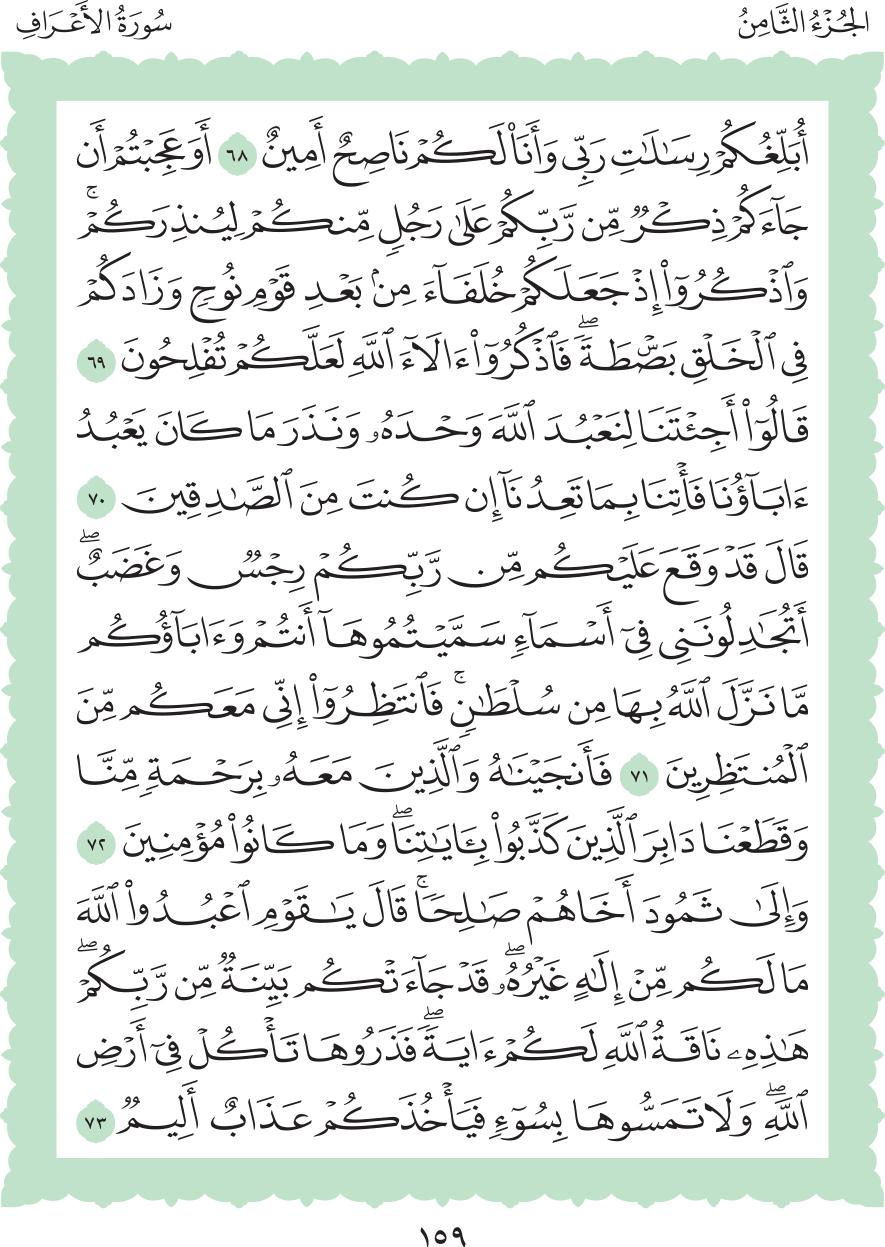 الجُزْءُ الثَّامِنُ
سُورَةُ الأَعْرَافِ
أُبَلِّغُكُمْ رِسَٰلَٰتِ رَبِّى وَأَنَا۠ لَكُمْ نَاصِحٌ أَمِينٌ ٦٨ أَوَعَجِبْتُمْ أَن
جَآءَكُمْ ذِكْرٌ مِّن رَّبِّكُمْ عَلَىٰ رَجُلٍ مِّنكُمْ لِيُنذِرَكُمْ ۚ
وَٱذْكُرُوٓا۟ إِذْ جَعَلَكُمْ خُلَفَآءَ مِنۢ بَعْدِ قَوْمِ نُوحٍ وَزَادَكُمْ
فِى ٱلْخَلْقِ بَصْۜطَةً ۖ فَٱذْكُرُوٓا۟ ءَالَآءَ ٱللَّهِ لَعَلَّكُمْ تُفْلِحُونَ ٦٩
قَالُوٓا۟ أَجِئْتَنَا لِنَعْبُدَ ٱللَّهَ وَحْدَهُۥ وَنَذَرَ مَا كَانَ يَعْبُدُ
ءَابَآؤُنَا فَأْتِنَا بِمَا تَعِدُنَآ إِن كُنتَ مِنَ ٱلصَّٰدِقِينَ ٧٠
قَالَ قَدْ وَقَعَ عَلَيْكُم مِّن رَّبِّكُمْ رِجْسٌ وَغَضَبٌ ۖ
أَتُجَٰدِلُونَنِى فِىٓ أَسْمَآءٍ سَمَّيْتُمُوهَآ أَنتُمْ وَءَابَآؤُكُم
مَّا نَزَّلَ ٱللَّهُ بِهَا مِن سُلْطَٰنٍ ۚ فَٱنتَظِرُوٓا۟ إِنِّى مَعَكُم مِّنَ
ٱلْمُنتَظِرِينَ ٧١ فَأَنجَيْنَٰهُ وَٱلَّذِينَ مَعَهُۥ بِرَحْمَةٍ مِّنَّا
وَقَطَعْنَا دَابِرَ ٱلَّذِينَ كَذَّبُوا۟ بِـَٔايَٰتِنَا ۖ وَمَا كَانُوا۟ مُؤْمِنِينَ ٧٢
وَإِلَىٰ ثَمُودَ أَخَاهُمْ صَٰلِحًا ۚ قَالَ يَٰقَوْمِ ٱعْبُدُوا۟ ٱللَّهَ
مَا لَكُم مِّنْ إِلَٰهٍ غَيْرُهُۥ ۖ قَدْ جَآءَتْكُم بَيِّنَةٌ مِّن رَّبِّكُمْ ۖ
هَٰذِهِۦ نَاقَةُ ٱللَّهِ لَكُمْ ءَايَةً ۖ فَذَرُوهَا تَأْكُلْ فِىٓ أَرْضِ
ٱللَّهِ ۖ وَلَا تَمَسُّوهَا بِسُوٓءٍ فَيَأْخُذَكُمْ عَذَابٌ أَلِيمٌ ٧٣
١٥٩